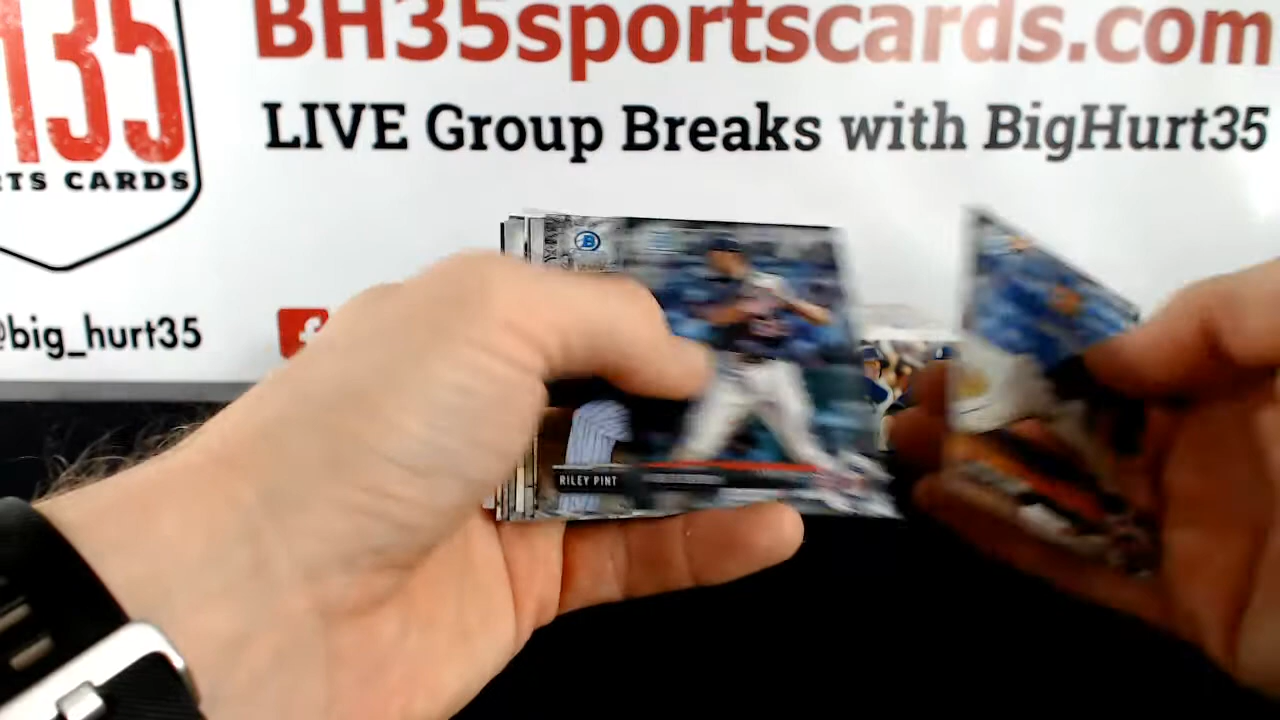 BH35sportscards.com
LIVE Group Breaks with BigHurt35
135
TS CARDS
@big_hurt35
f
B
RILEY PINT